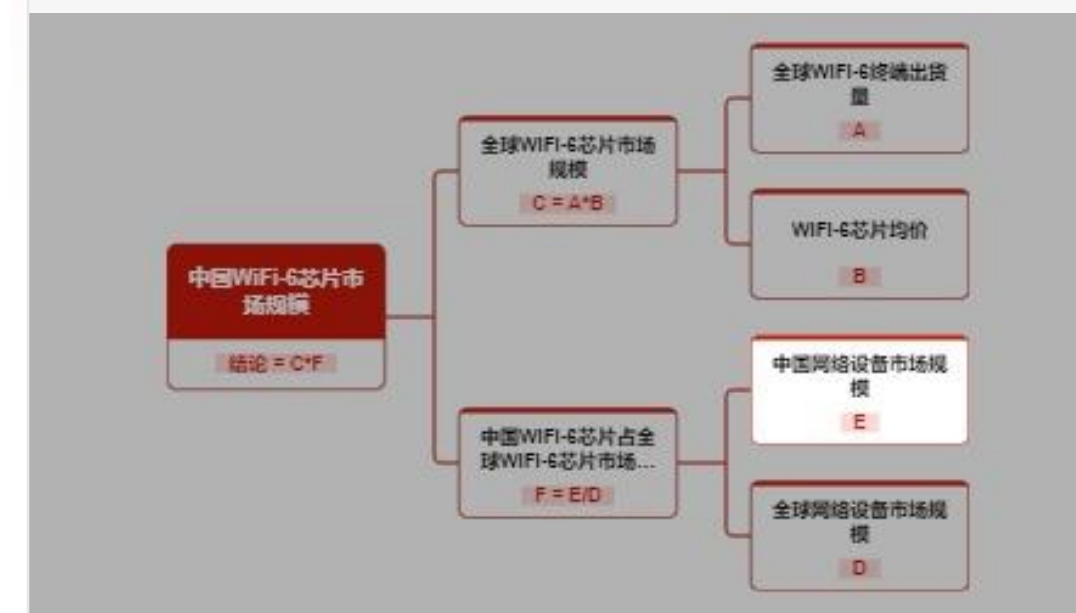 全球WIFI-6终端出货
量
A
全球WIFI-6芯片市场
规模
C = A*B
WIFI-6芯片均价
B
中国WiFi-6芯片市
场规模
结论 = C*F
中国网络设备市场规
模
E
中国WIFI-6芯片占全
球WIFI-6芯片市场...
F = E/D
全球网络设备市场规
模
D